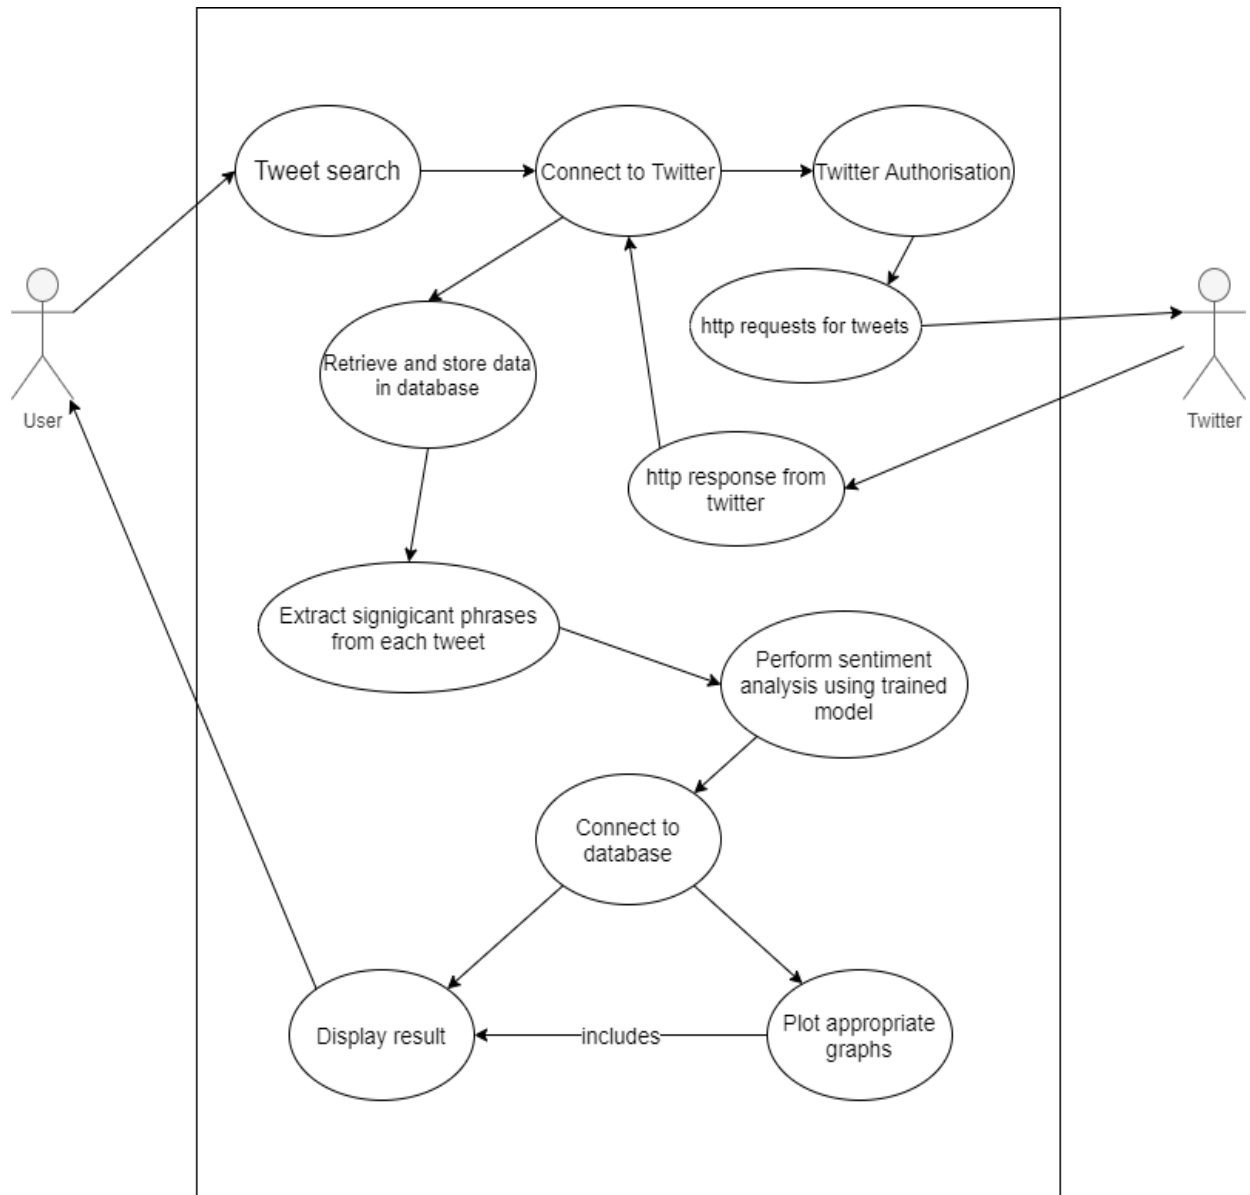 Tweet search
Connect to Twitter
Twitter Authorisation
http requests for tweets
Retrieve and store data
in database
User
Twitter
http response from
twitter
Extract signigicant phrases
from each tweet
Perform sentiment
analysis using trained
model
Connect to
database
Display result
includes
Plot appropriate
graphs